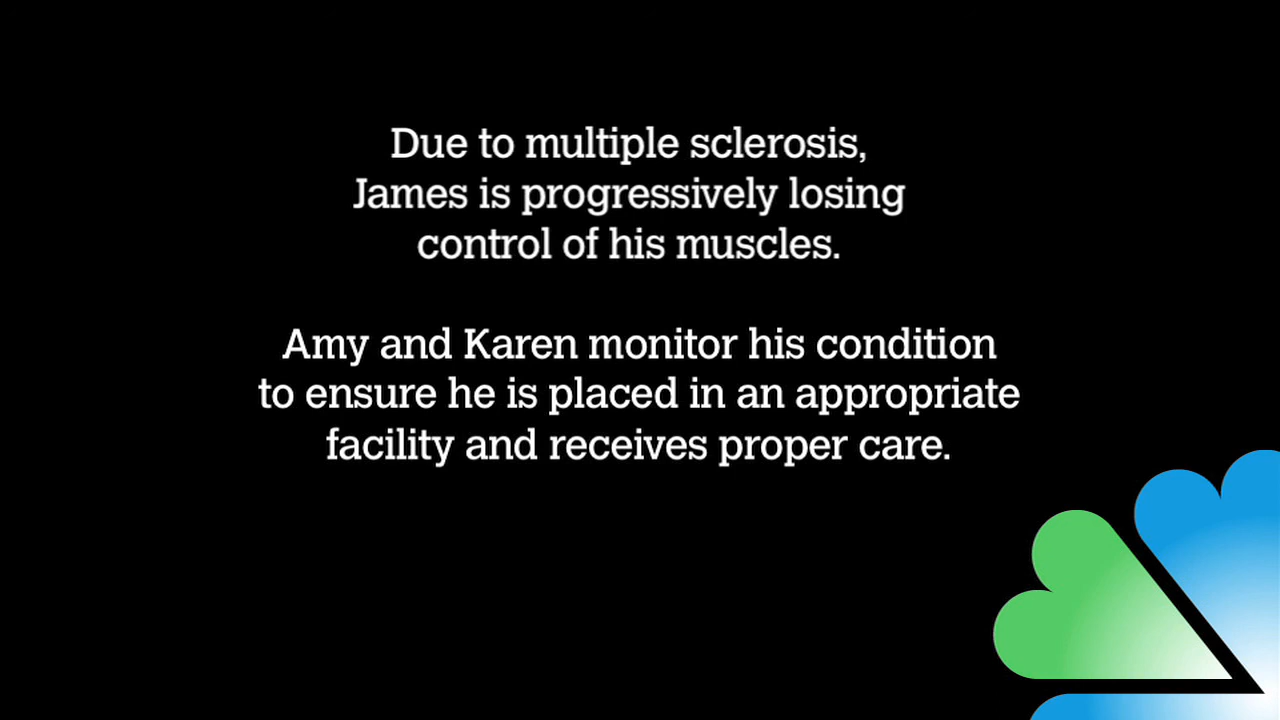 Due to multiple sclerosis,
James is progressively losing
control of his muscles.
Amy and Karen monitor his condition
to ensure he is placed in an appropriate
facility and receives proper care.